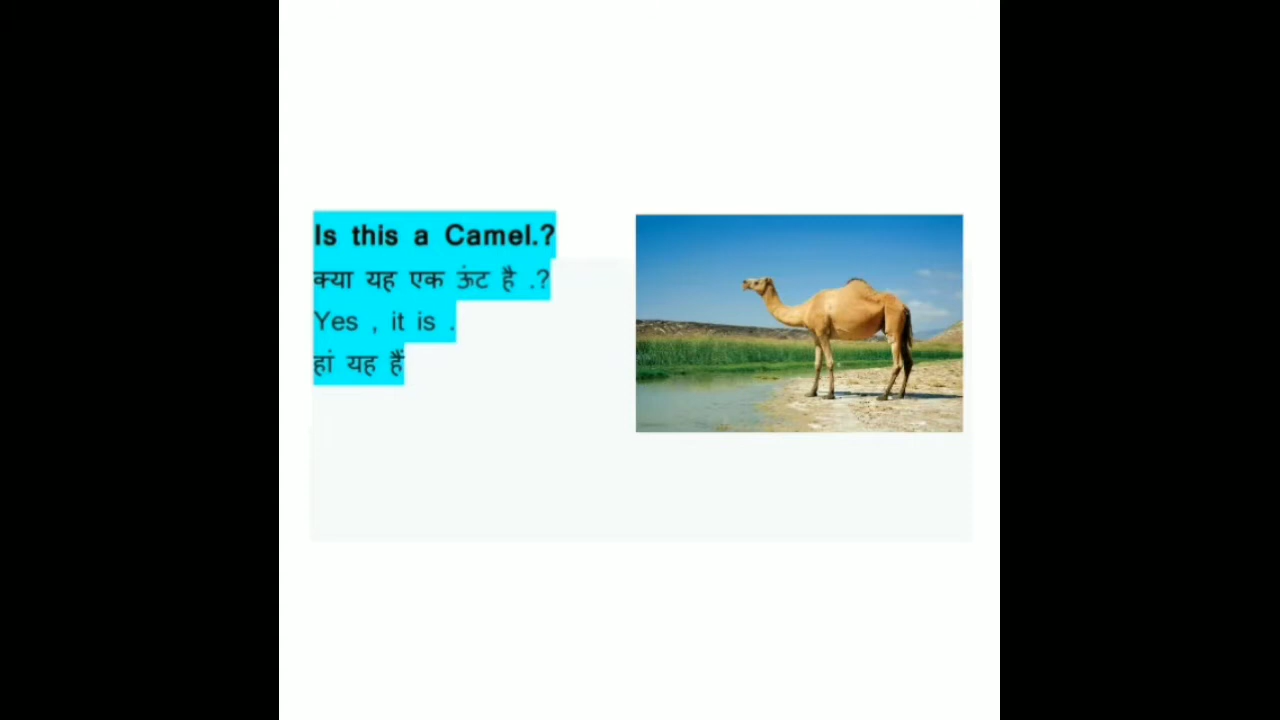 Is this a Camel.?
क्या यह एक ऊंट है .?
Yes , it is .
हां यह हैं